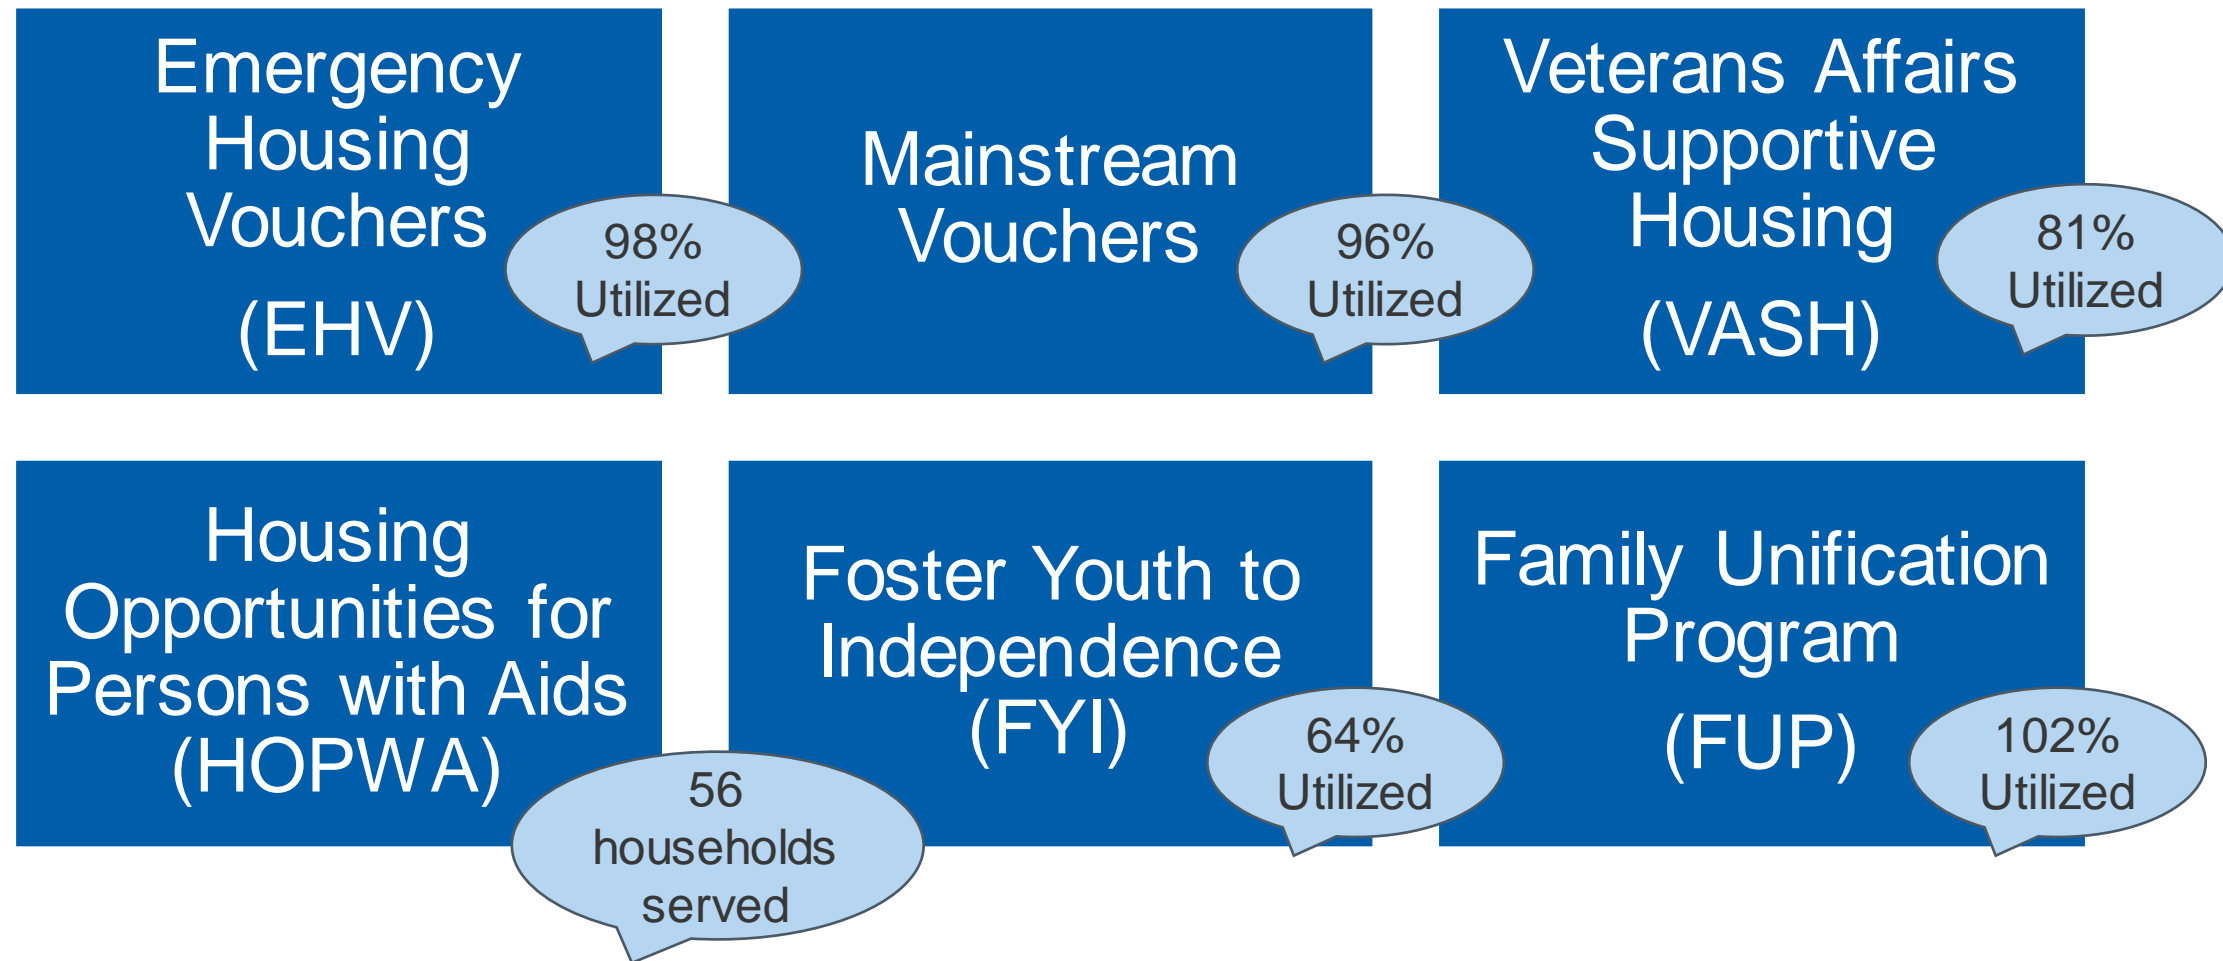 Emergency
Housing
Vouchers
(EHV)
98%
Utilized
Mainstream
Vouchers
96%
Utilized
Veterans Affairs
Supportive
Housing
(VASH)
81%
Utilized
Housing
Opportunities for
Persons with Aids
(HOPWA)
56
households
served
Foster Youth to
Independence
(FYI)
64%
Utilized
Family Unification
Program
(FUP)
102%
Utilized